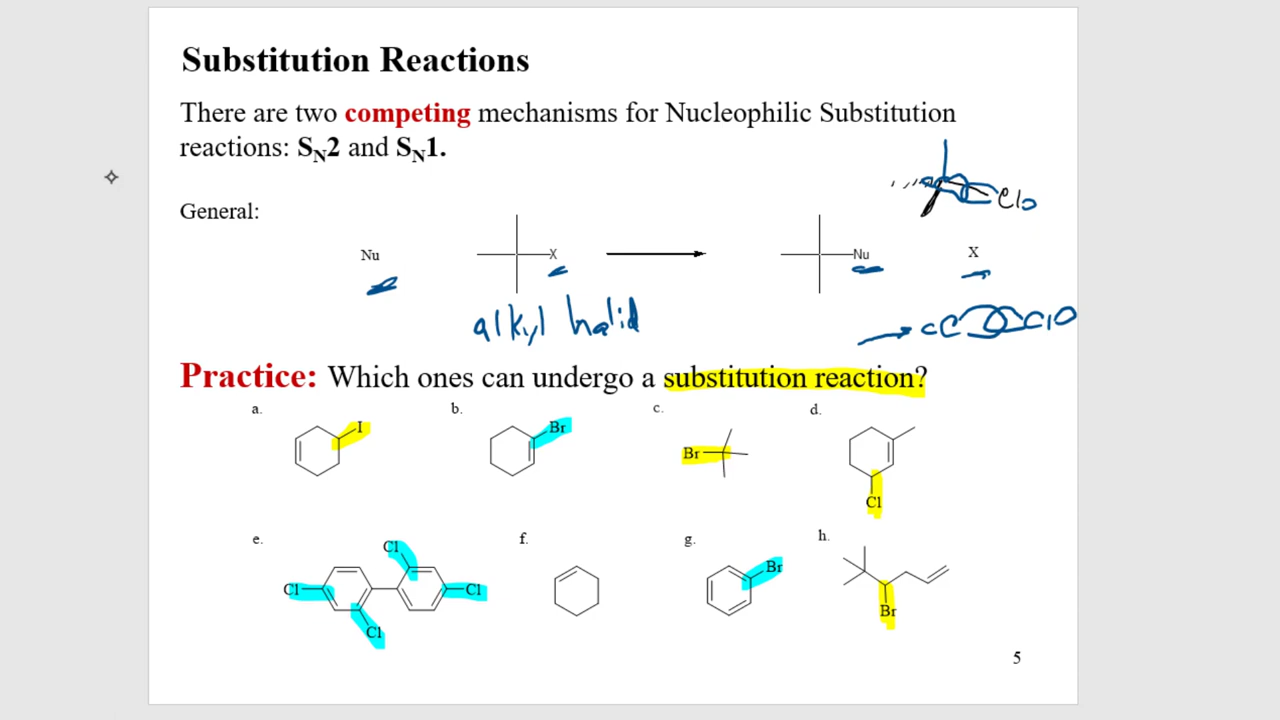 Substitution Reactions
There are two competing mechanisms for Nucleophilic Substitution
reactions: SN2 and SN1.
General:
Clo
Nu
X
Nu
X
alkyl halid
Practice: Which ones can undergo a substitution reaction?
a.
b.
c.
d.
I
Br
Br
Cl
e.
f.
g.
h.
Cl
Cl
Cl
Cl
Br
Br
5